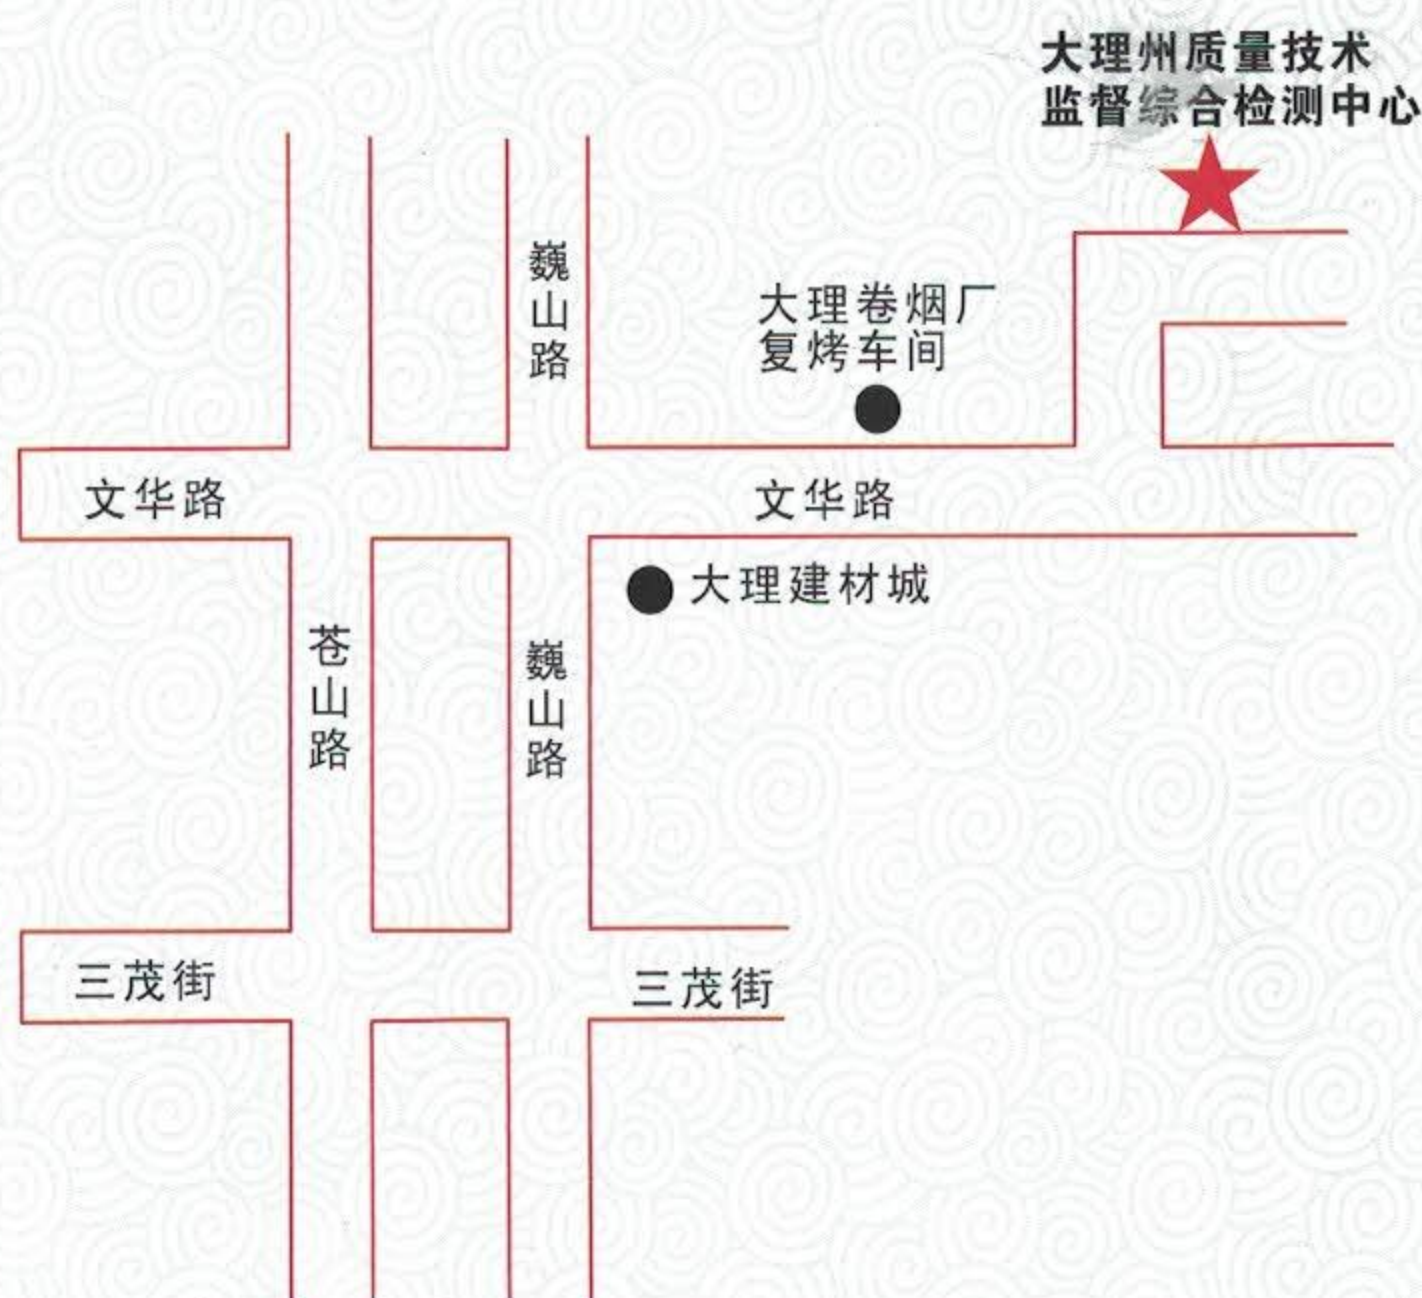 大理州质量技术
监督综合检测中心
巍山路
大理卷烟厂
复烤车间
文华路
文华路
大理建材城
苍山路
巍山路
三茂街
三茂街